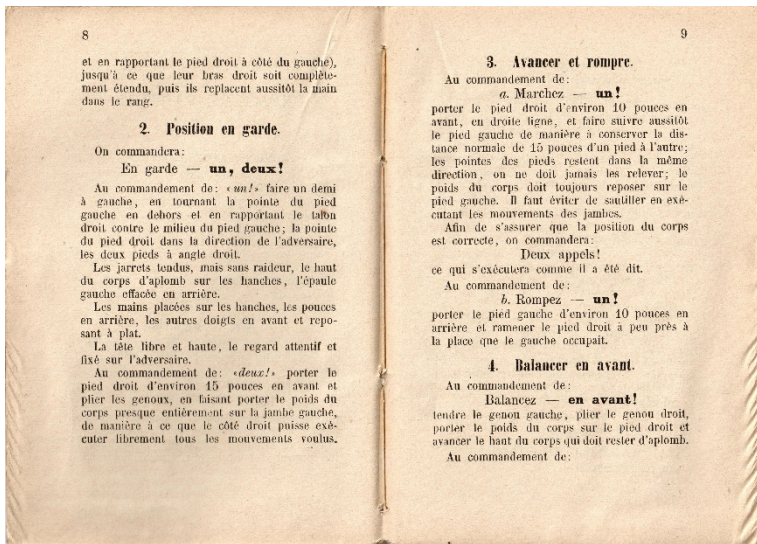 8
et en rapportant le pied droit à côté du gauche),
jusqu'à ce que leur bras droit soit complète-
ment étendu, puis ils replacent aussitôt la main
dans le rang.
2. Position en garde.
On commandera:
En garde — un, deux!
Au commandement de: «un!» faire un demi
à gauche, en tournant la pointe du pied
gauche en dehors et en rapportant le talon
droit contre le milieu du pied gauche; la pointe
du pied droit dans la direction de l'adversaire,
les deux pieds à angle droit.
Les jarrets tendus, mais sans raideur, le haut
du corps d'aplomb sur les hanches, l'épaule
gauche effacée en arrière.
Les mains placées sur les hanches, les pouces
en arrière, les autres doigts en avant et repo-
sant à plat.
La tête libre et haute, le regard attentif et
fixé sur l'adversaire.
Au commandement de: «deux!» porter le
pied droit d'environ 15 pouces en avant et
plier les genoux, en faisant porter le poids du
corps presque entièrement sur la jambe gauche,
de manière à ce que le côté droit puisse exé-
cuter librement tous les mouvements voulus.
9
3. Avancer et rompre.
Au commandement de:
a. Marchez — un!
porter le pied droit d'environ 10 pouces en
avant, en droite ligne, et faire suivre aussitôt
le pied gauche de manière à conserver la dis-
tance normale de 15 pouces d'un pied à l'autre;
les pointes des pieds restent dans la même
direction, on ne doit jamais les relever; le
poids du corps doit toujours reposer sur le
pied gauche. Il faut éviter de sautiller en exé-
cutant les mouvements des jambes.
Afin de s'assurer que la position du corps
est correcte, on commandera:
Deux appels!
ce qui s'exécutera comme il a été dit.
Au commandement de:
b. Rompez — un!
porter le pied gauche d'environ 10 pouces en
arrière et ramener le pied droit à peu près à
la place que le gauche occupait.
4. Balancer en avant.
Au commandement de:
Balancez — en avant!
tendre le genou gauche, plier le genou droit,
porter le poids du corps sur le pied droit et
avancer le haut du corps qui doit rester d'aplomb.
Au commandement de: